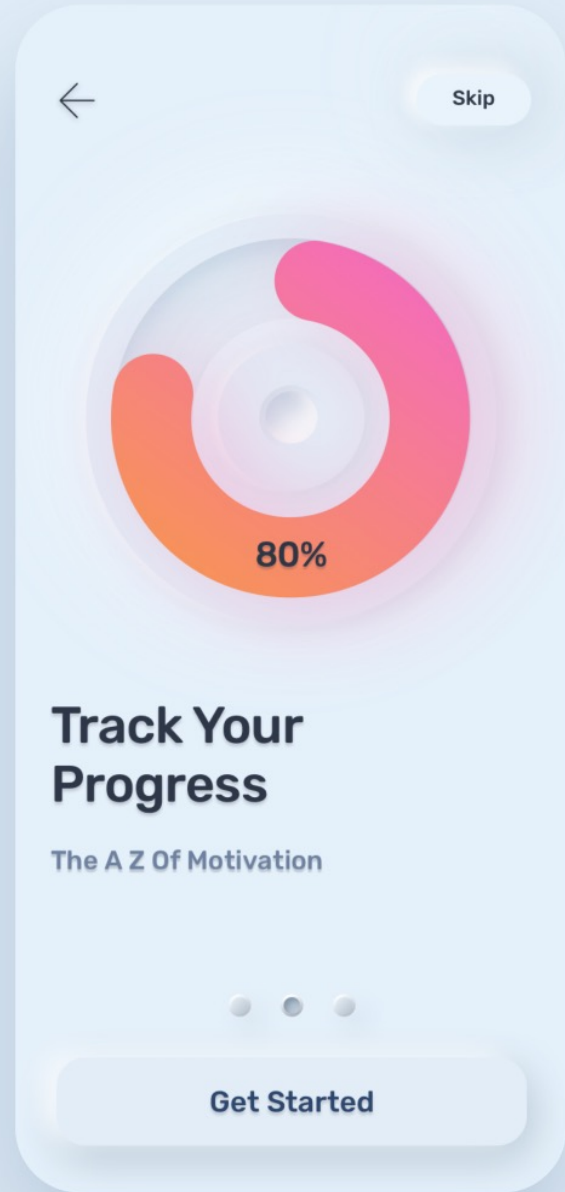 Skip
80%
Track Your
Progress
The A Z Of Motivation
Get Started